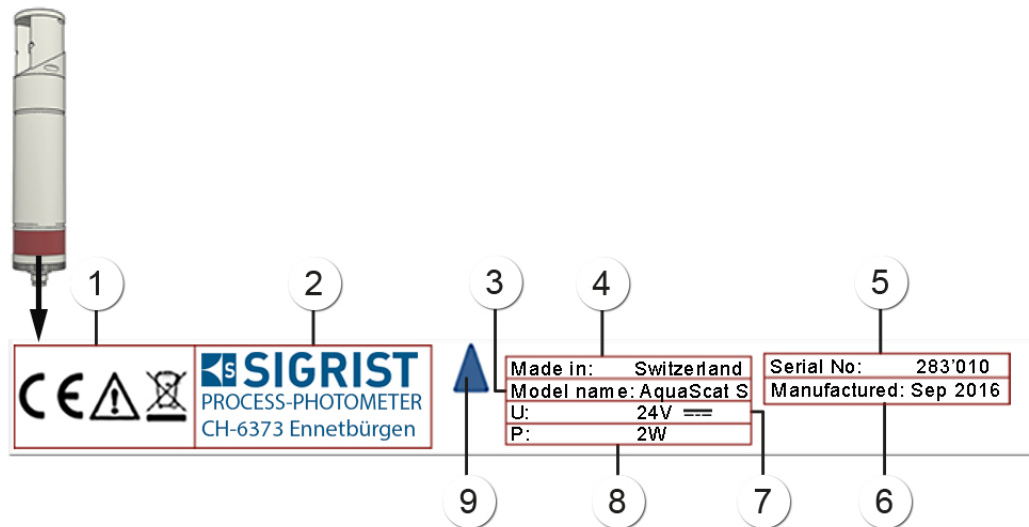 1
2
3
4
5
CE
S SIGRIST
PROCESS-PHOTOMETER
CH-6373 Ennetbürgen
Made in: Switzerland
Model name: AquaScat S
U: 24V
P: 2W
Serial No: 283'010
Manufactured: Sep 2016
9
8
7
6